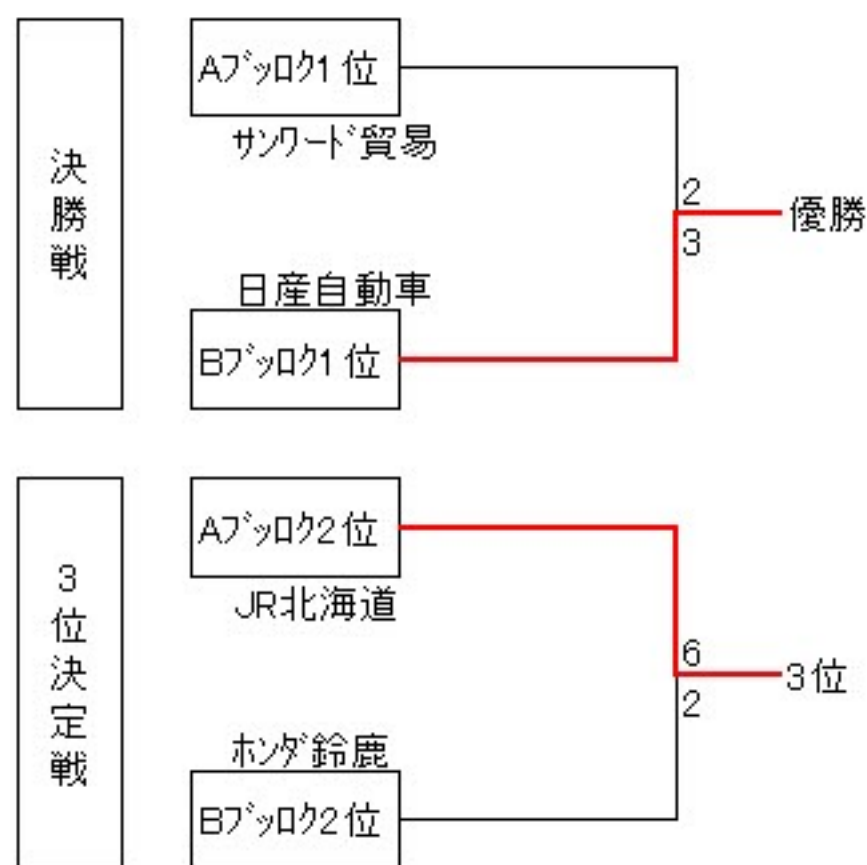 決勝戦
Aﾌﾞｯﾛｸ1位
ｻﾝﾜｰﾄﾞ貿易
2
優勝
3
日産自動車
Bﾌﾞｯﾛｸ1位
3位決定戦
Aﾌﾞｯﾛｸ2位
JR北海道
6
3位
2
ﾎﾝﾀﾞ鈴鹿
Bﾌﾞｯﾛｸ2位